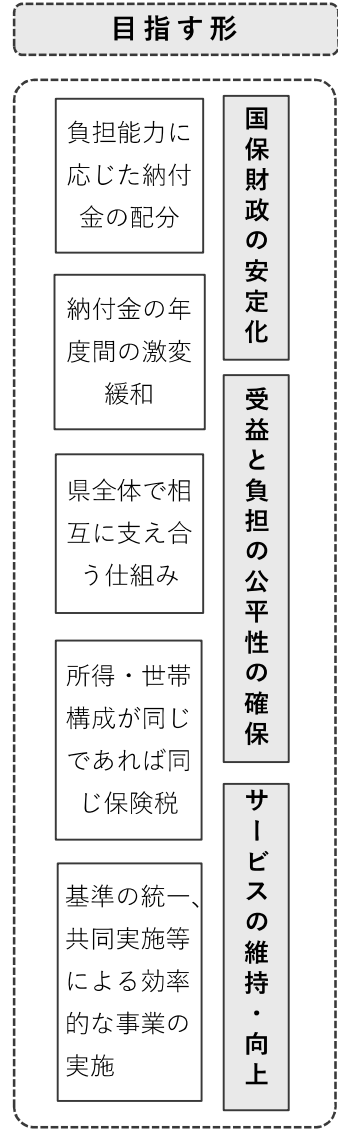 目指す形
負担能力に
応じた納付
金の配分
納付金の年
度間の激変
緩和
県全体で相
互に支え合
う仕組み
所得・世帯
構成が同じ
であれば同
じ保険税
基準の統一、
共同実施等
による効率
的な事業の
実施
国保財政の安定化
受益と負担の公平性の確保
サービスの維持・向上